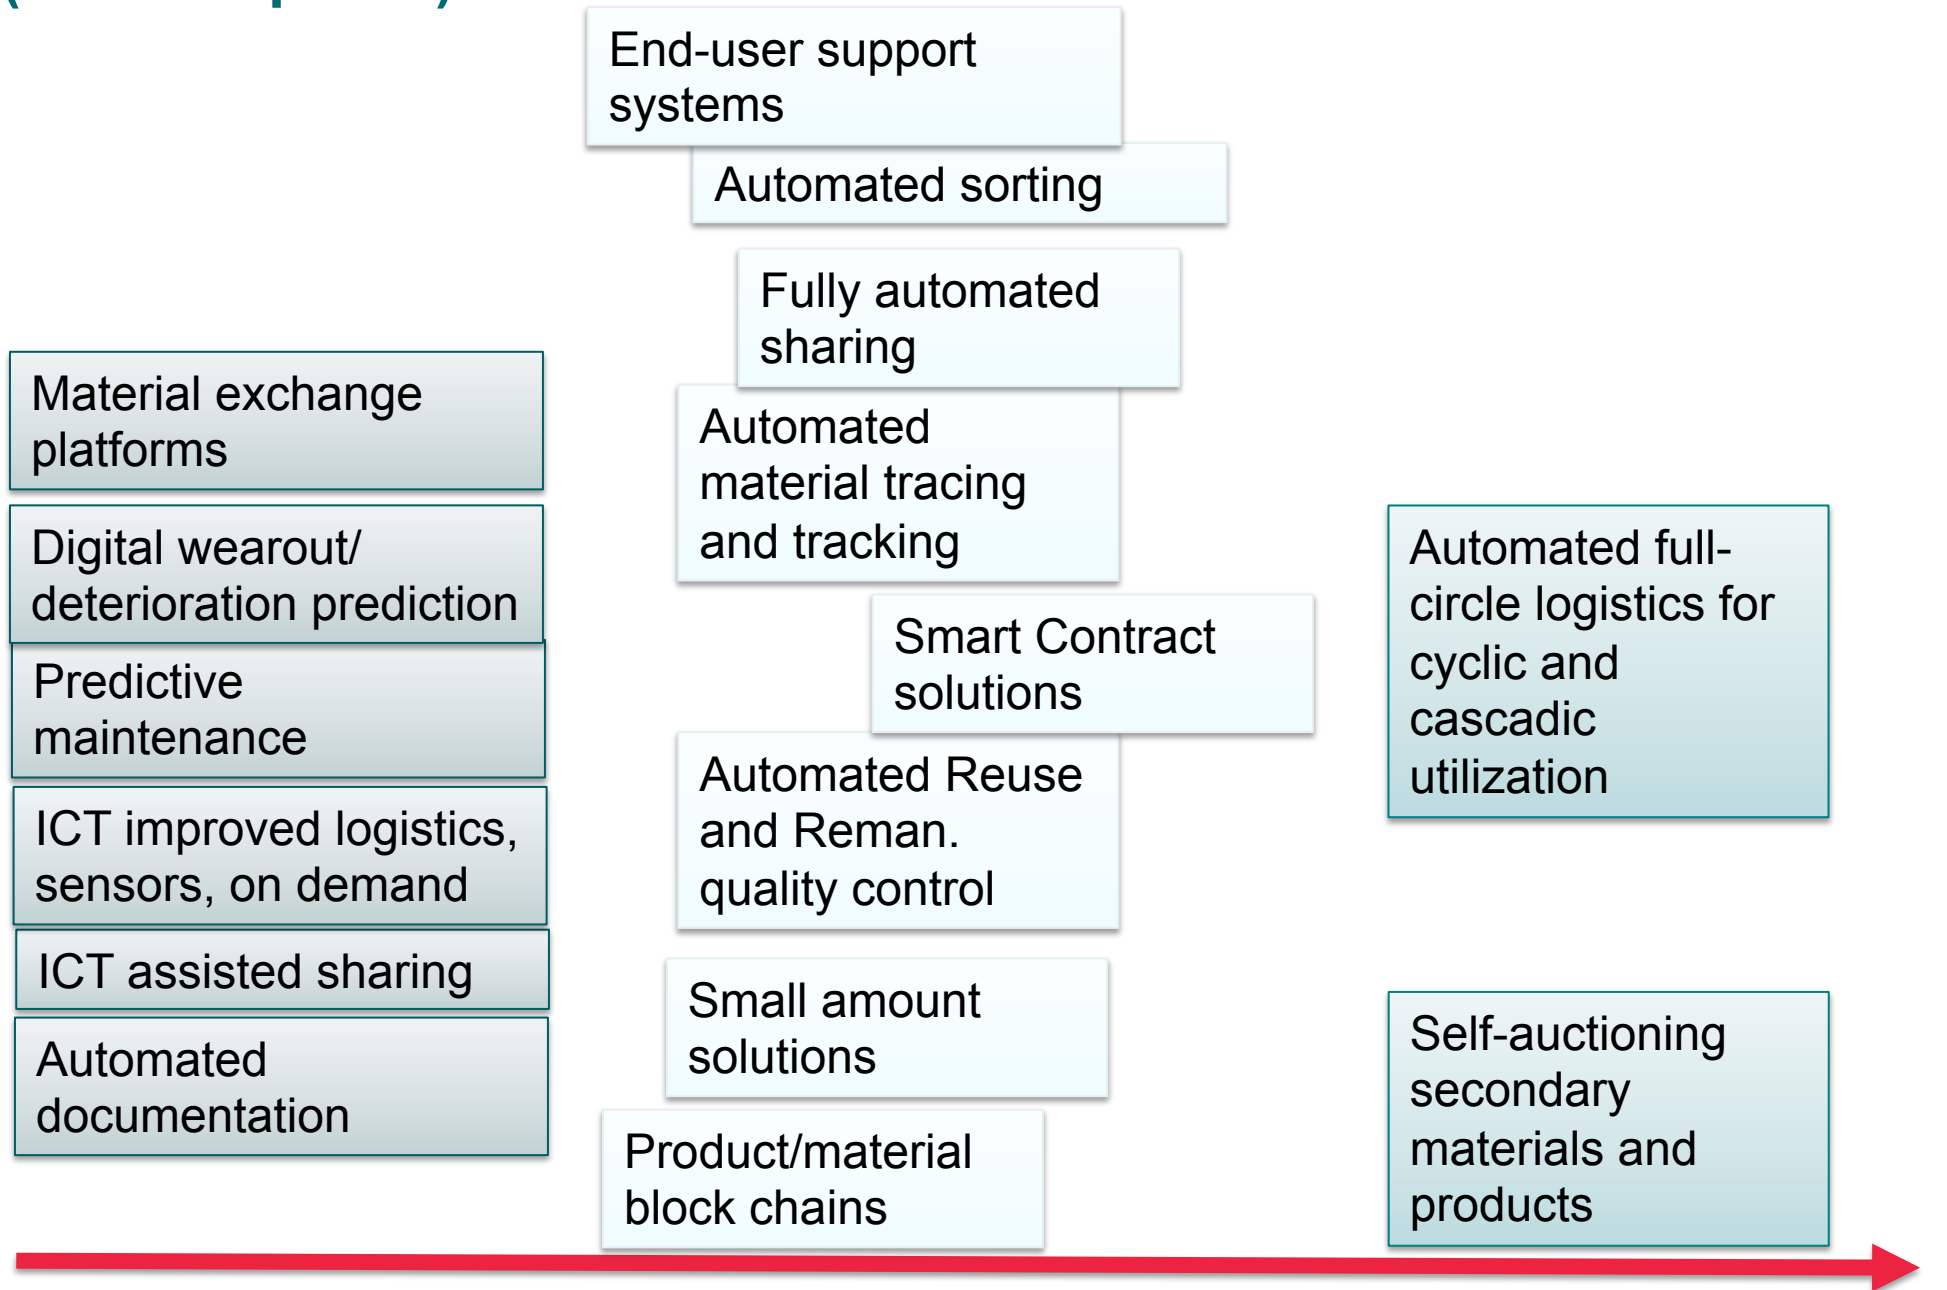 End-user support
systems
Automated sorting
Fully automated
sharing
Material exchange
platforms
Digital wearout/
deterioration prediction
Predictive
maintenance
ICT improved logistics,
sensors, on demand
ICT assisted sharing
Automated
documentation
Automated
material tracing
and tracking
Smart Contract
solutions
Automated Reuse
and Reman.
quality control
Small amount
solutions
Product/material
block chains
Automated full-
circle logistics for
cyclic and
cascadic
utilization
Self-auctioning
secondary
materials and
products